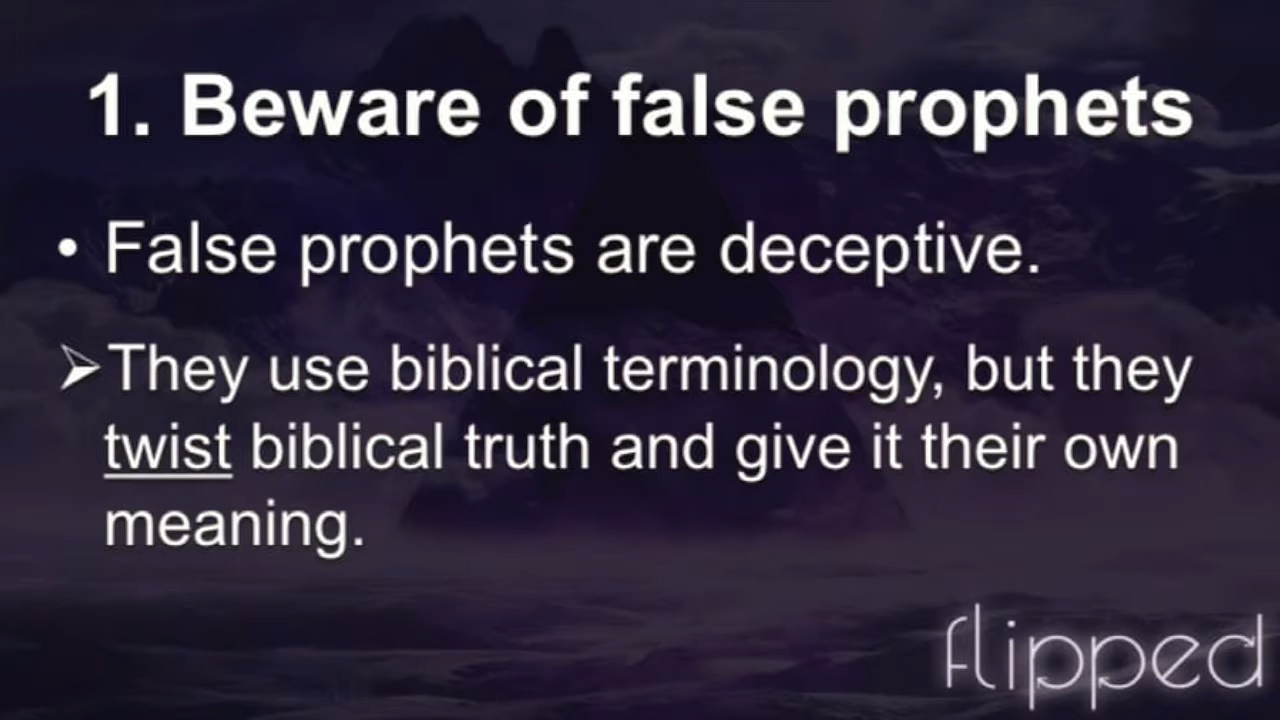 1. Beware of false prophets
• False prophets are deceptive.
➢They use biblical terminology, but they
twist biblical truth and give it their own
meaning.
flipped